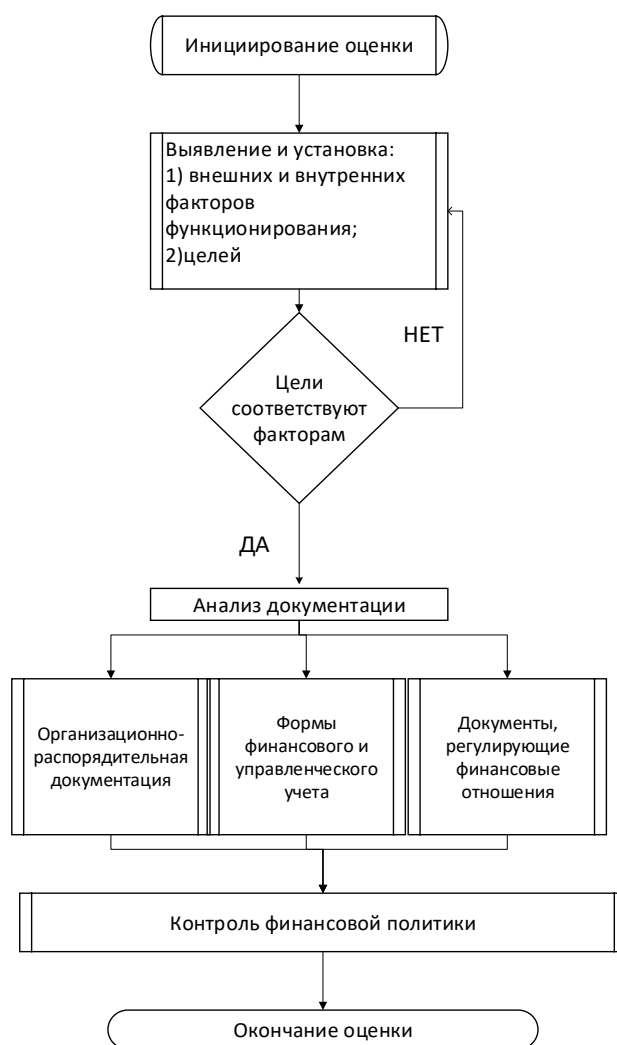 Инициирование оценки
Выявление и установка:
1) внешних и внутренних
факторов
функционирования;
2)целей
НЕТ
Цели
соответствуют
факторам
ДА
Анализ документации
Организационно-
распорядительная
документация
Формы
финансового и
управленческого
учета
Документы,
регулирующие
финансовые
отношения
Контроль финансовой политики
Окончание оценки